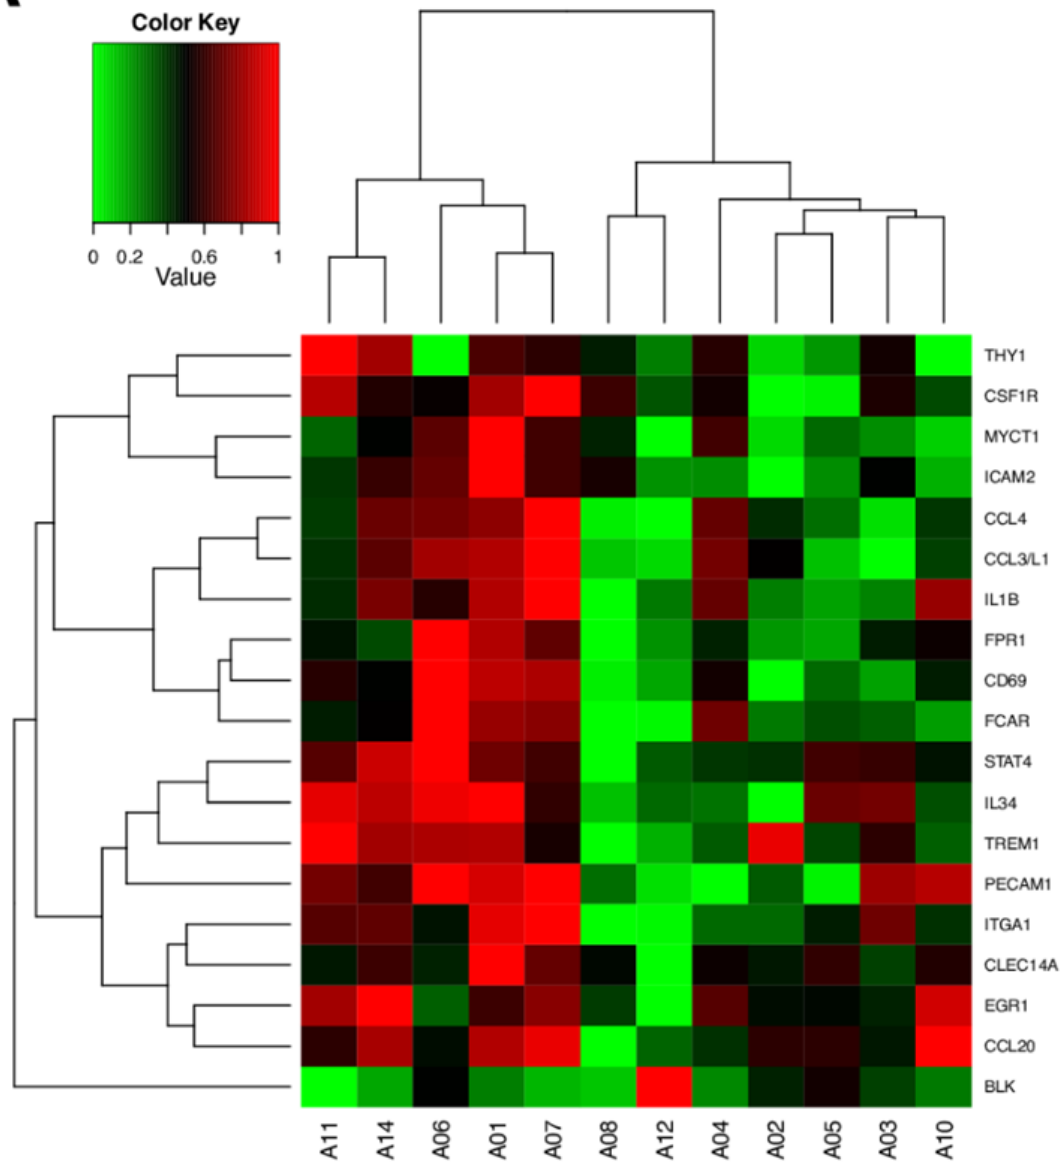 Color Key
0 0.2 0.6 1
Value
THY1
CSF1R
MYCT1
ICAM2
CCL4
CCL3/L1
IL1B
FPR1
CD69
FCAR
STAT4
IL34
TREM1
PECAM1
ITGA1
CLEC14A
EGR1
CCL20
BLK
A11 A14 A06 A01 A07 A08 A12 A04 A02 A05 A03 A10